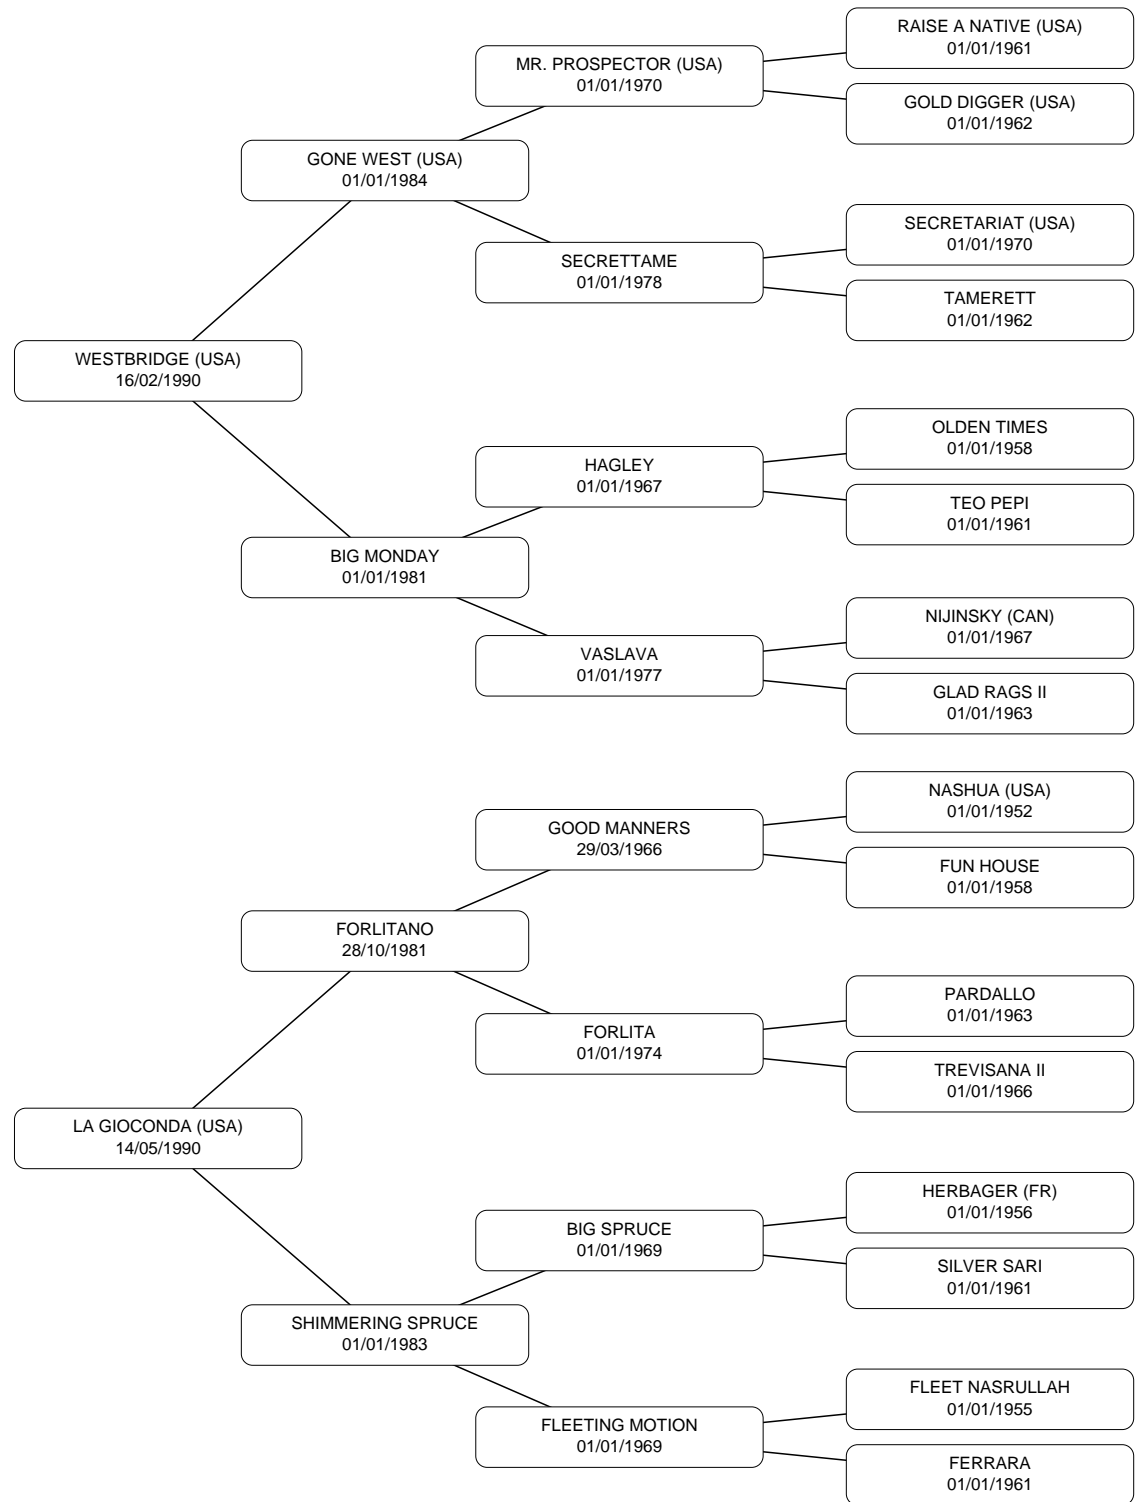 RAISE A NATIVE (USA)
01/01/1961
MR. PROSPECTOR (USA)
01/01/1970
GOLD DIGGER (USA)
01/01/1962
GONE WEST (USA)
01/01/1984
SECRETARIAT (USA)
01/01/1970
SECRETTAME
01/01/1978
TAMERETT
01/01/1962
WESTBRIDGE (USA)
16/02/1990
OLDEN TIMES
01/01/1958
HAGLEY
01/01/1967
TEO PEPI
01/01/1961
BIG MONDAY
01/01/1981
NIJINSKY (CAN)
01/01/1967
VASLAVA
01/01/1977
GLAD RAGS II
01/01/1963
NASHUA (USA)
01/01/1952
GOOD MANNERS
29/03/1966
FUN HOUSE
01/01/1958
FORLITANO
28/10/1981
PARDALLO
01/01/1963
FORLITA
01/01/1974
TREVISANA II
01/01/1966
LA GIOCONDA (USA)
14/05/1990
HERBAGER (FR)
01/01/1956
BIG SPRUCE
01/01/1969
SILVER SARI
01/01/1961
SHIMMERING SPRUCE
01/01/1983
FLEET NASRULLAH
01/01/1955
FLEETING MOTION
01/01/1969
FERRARA
01/01/1961